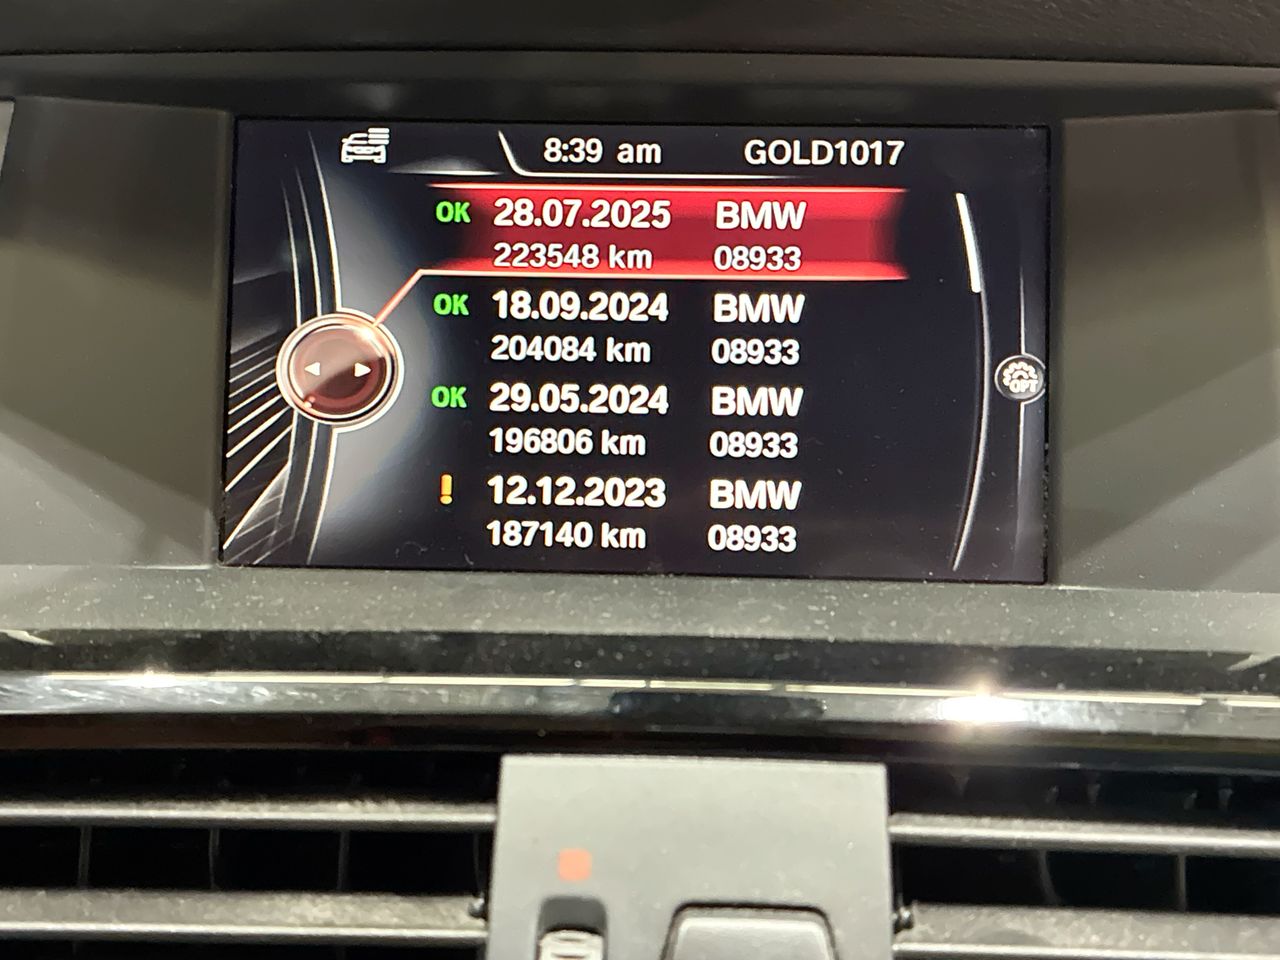 8:39 am GOLD1017
OK 28.07.2025 BMW
223548 km 08933
OK 18.09.2024 BMW
204084 km 08933
OK 29.05.2024 BMW
196806 km 08933
! 12.12.2023 BMW
187140 km 08933
OPT